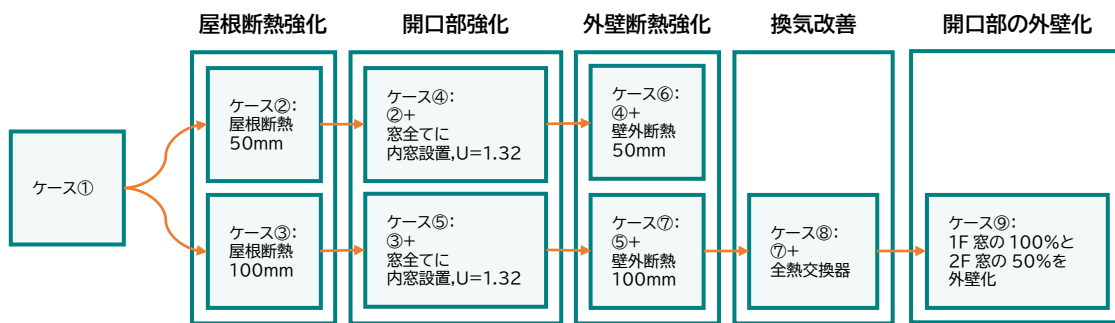 屋根断熱強化
開口部強化
外壁断熱強化
換気改善
開口部の外壁化
ケース①
ケース②:
屋根断熱
50mm
ケース④:
②+
窓全てに
内窓設置,U=1.32
ケース⑥:
④+
壁外断熱
50mm
ケース③:
屋根断熱
100mm
ケース⑤:
③+
窓全てに
内窓設置,U=1.32
ケース⑦:
⑤+
壁外断熱
100mm
ケース⑧:
⑦+
全熱交換器
ケース⑨:
1F 窓の 100%と
2F 窓の 50%を
外壁化